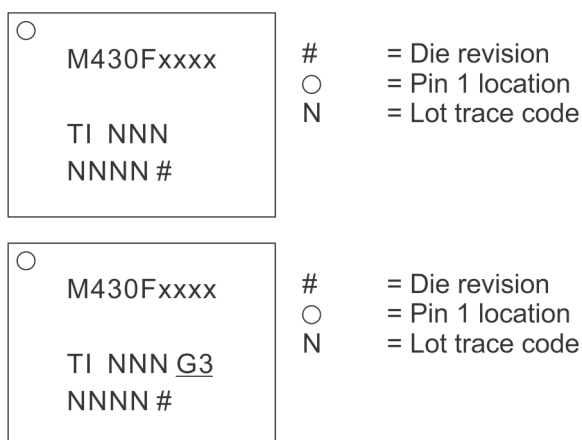 M430Fxxxx
TI NNN
NNNN #
# = Die revision
○ = Pin 1 location
N = Lot trace code
M430Fxxxx
TI NNN G3
NNNN #
# = Die revision
○ = Pin 1 location
N = Lot trace code